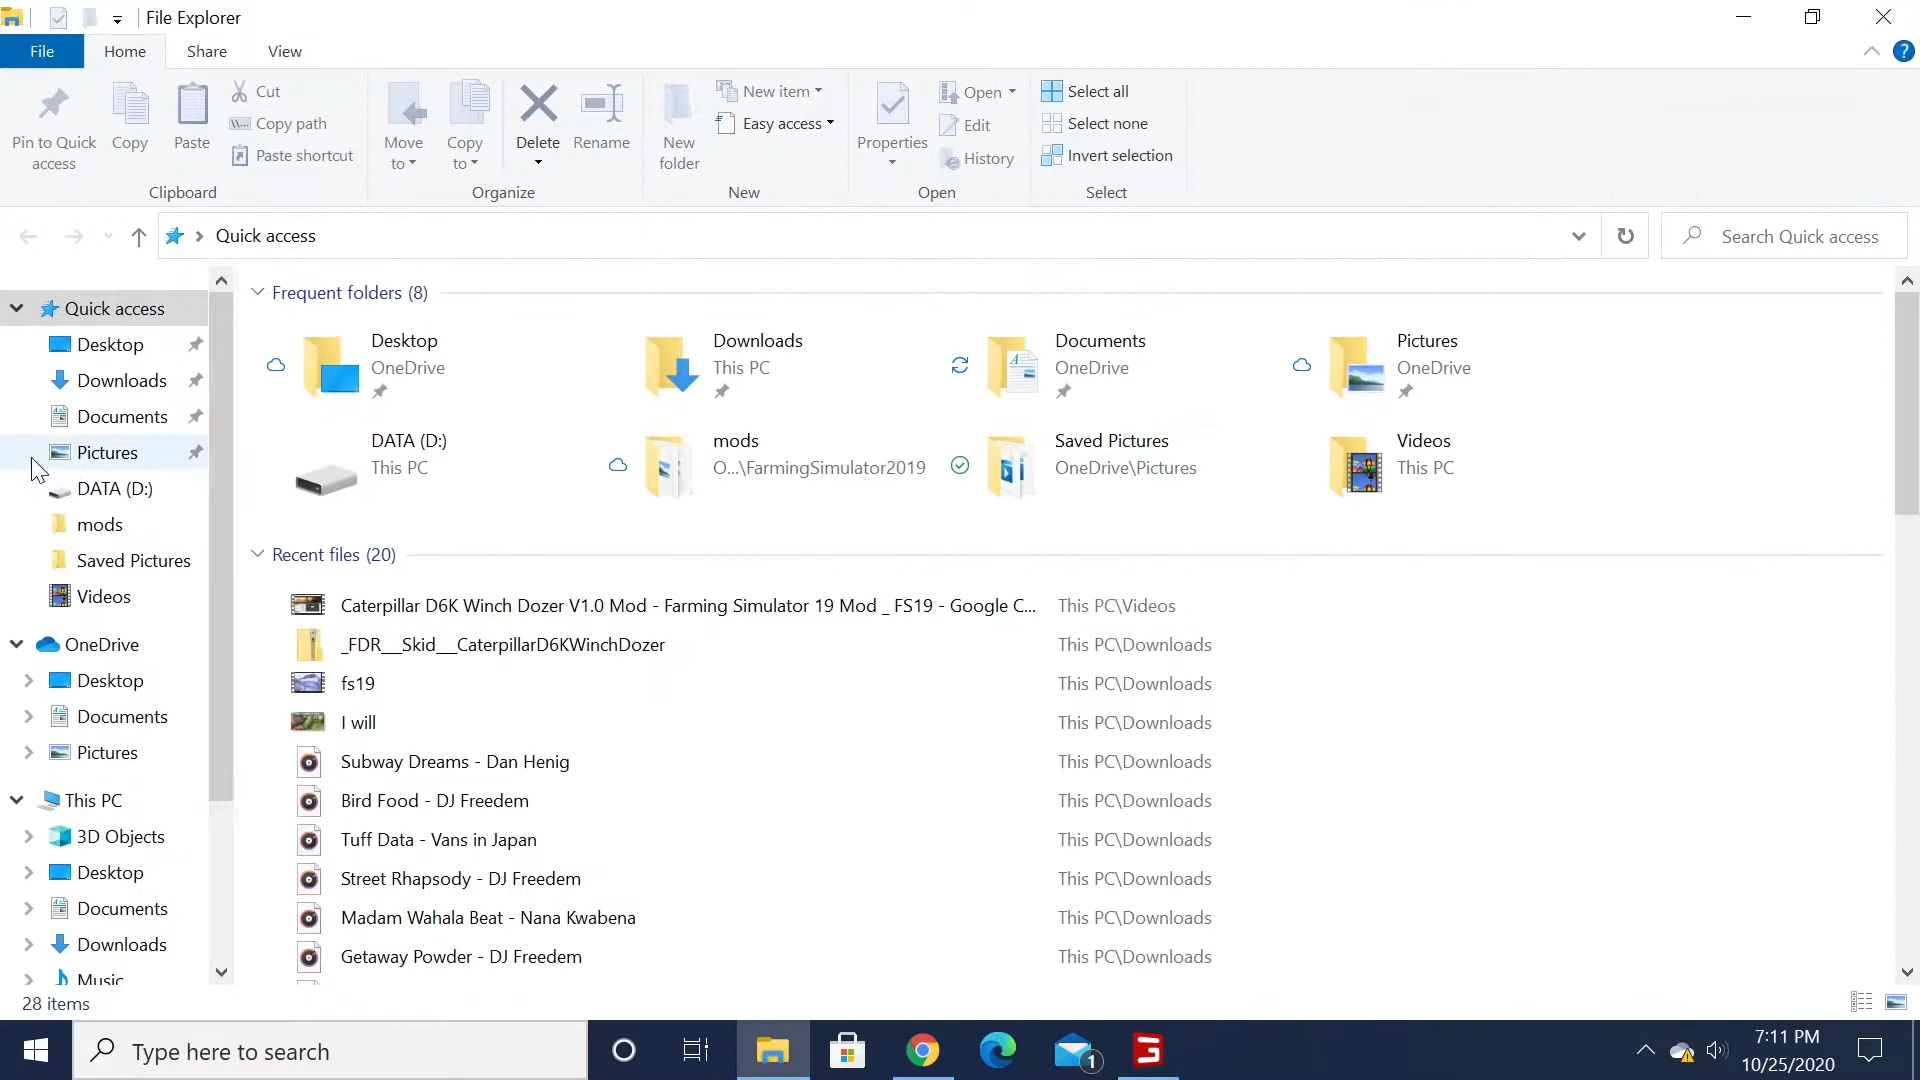 File Explorer
File
Home
Share
View
Pin to Quick
access
Copy
Paste
Cut
Copy path
Paste shortcut
Move
to
Copy
to
Delete
Rename
New
folder
New item
Easy access
Properties
Open
Edit
History
Select all
Select none
Invert selection
Clipboard
Organize
New
Open
Select
Quick access
Search Quick access
Quick access
Desktop
Downloads
Documents
Pictures
DATA (D:)
mods
Saved Pictures
Videos
OneDrive
Desktop
Documents
Pictures
This PC
3D Objects
Desktop
Documents
Downloads
Music
Frequent folders (8)
Desktop
OneDrive
Downloads
This PC
Documents
OneDrive
Pictures
OneDrive
DATA (D:)
This PC
mods
O...\FarmingSimulator2019
Saved Pictures
OneDrive\Pictures
Videos
This PC
Recent files (20)
Caterpillar D6K Winch Dozer V1.0 Mod - Farming Simulator 19 Mod _ FS19 - Google C... This PC\Videos
_FDR__Skid__CaterpillarD6KWinchDozer This PC\Downloads
fs19 This PC\Downloads
I will This PC\Downloads
Subway Dreams - Dan Henig This PC\Downloads
Bird Food - DJ Freedem This PC\Downloads
Tuff Data - Vans in Japan This PC\Downloads
Street Rhapsody - DJ Freedem This PC\Downloads
Madam Wahala Beat - Nana Kwabena This PC\Downloads
Getaway Powder - DJ Freedem This PC\Downloads
28 items
Type here to search
1
7:11 PM
10/25/2020